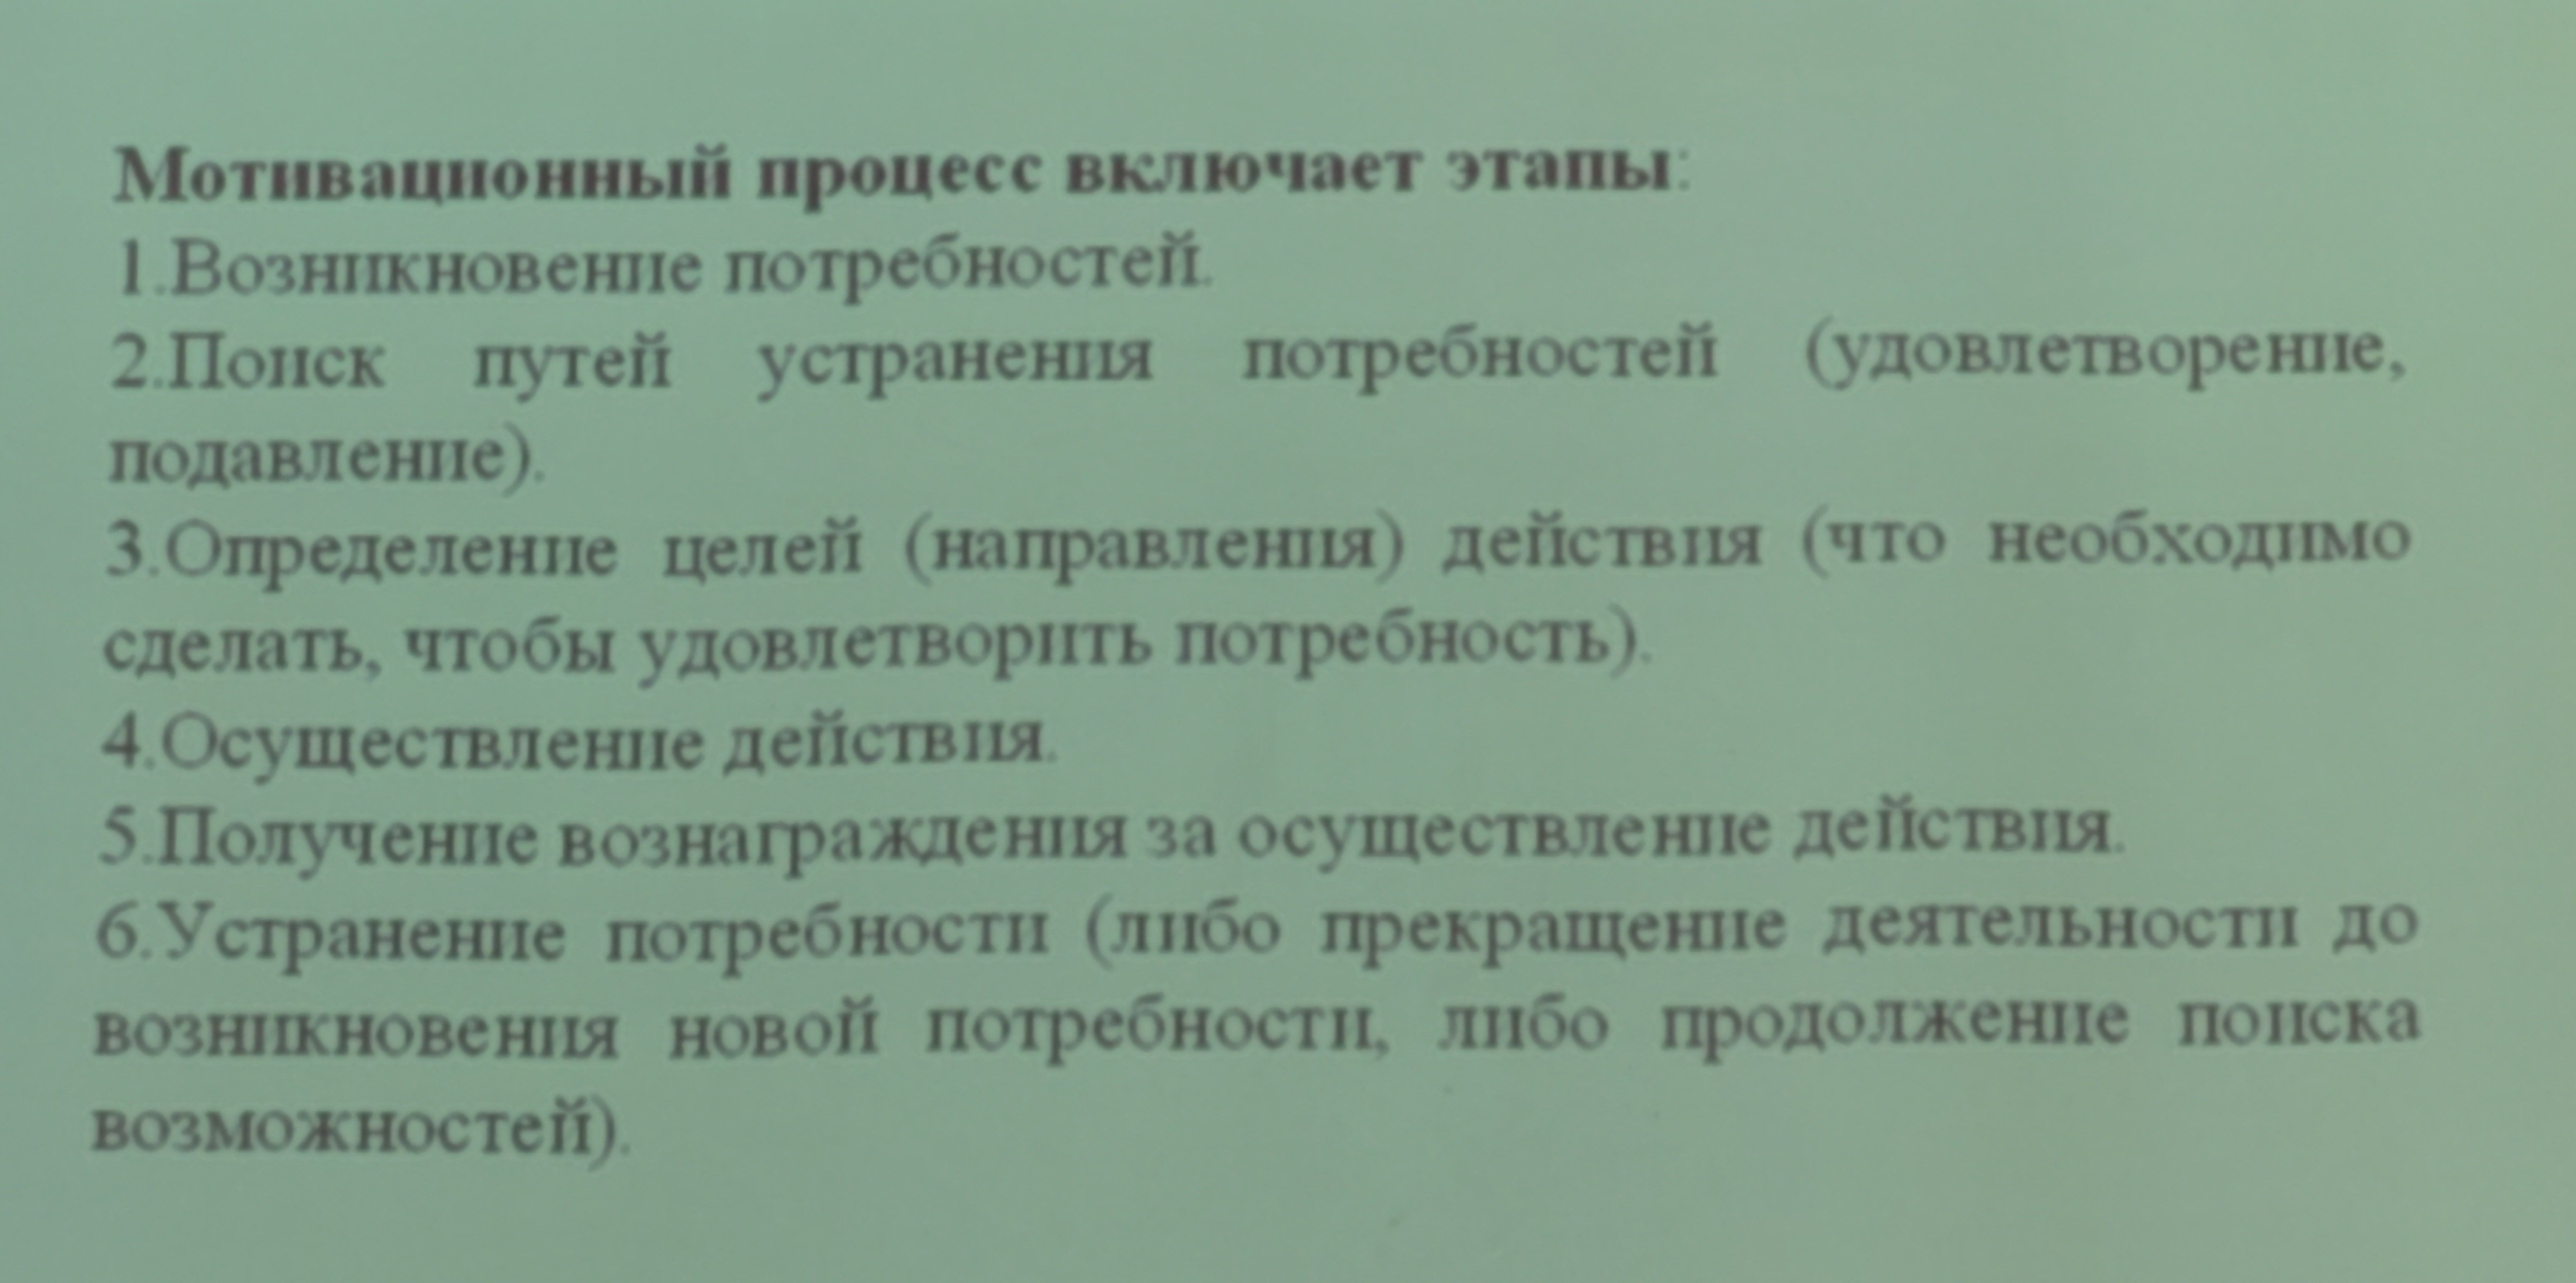 Мотивационный процесс включает этапы:
1.Возникновение потребностей.
2.Поиск путей устранения потребностей (удовлетворение,
подавление).
3.Определение целей (направления) действия (что необходимо
сделать, чтобы удовлетворить потребность).
4.Осуществление действия.
5.Получение вознаграждения за осуществление действия.
6.Устранение потребности (либо прекращение деятельности до
возникновения новой потребности, либо продолжение поиска
возможностей).